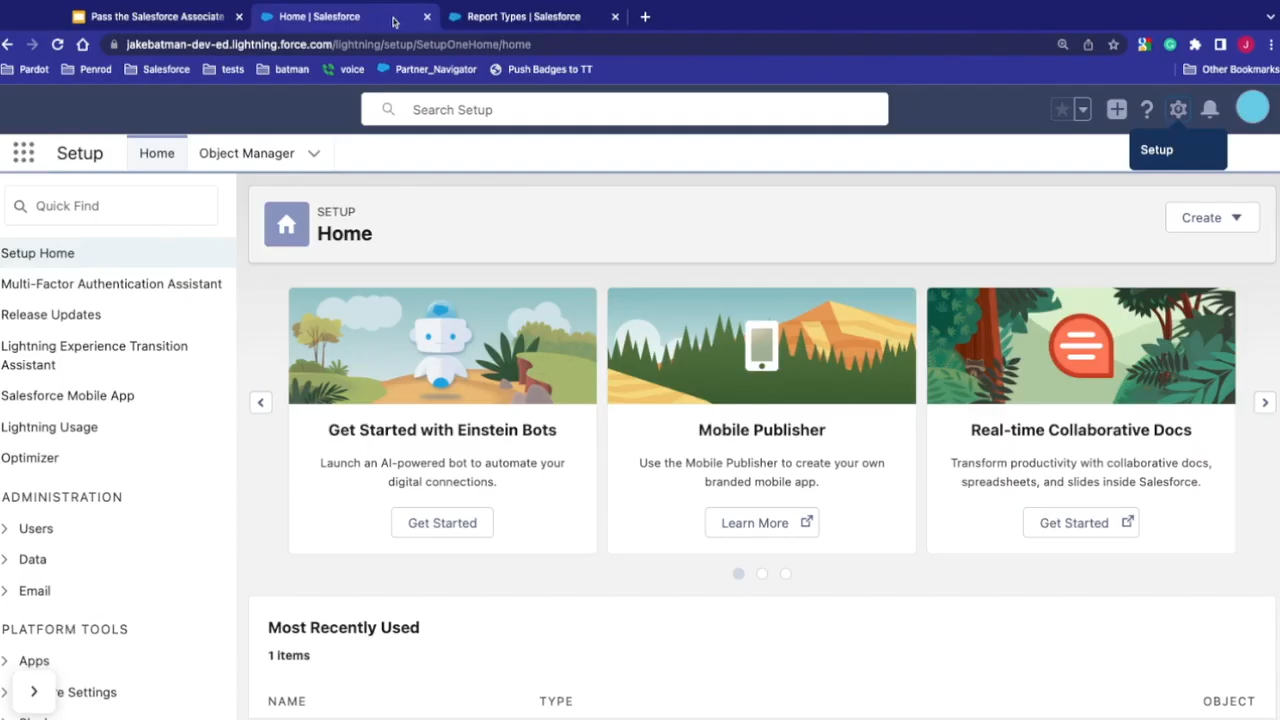 Pass the Salesforce Associate
Home | Salesforce
Report Types | Salesforce
jakebatman-dev-ed.lightning.force.com/lightning/setup/SetupOneHome/home
J
Pardot
Penrod
Salesforce
tests
batman
voice
Partner_Navigator
Push Badges to TT
Other Bookmarks
Search Setup
Setup
Home
Object Manager
Setup
Quick Find
SETUP
Home
Create
Setup Home
Multi-Factor Authentication Assistant
Release Updates
Lightning Experience Transition
Assistant
Salesforce Mobile App
Lightning Usage
Optimizer
ADMINISTRATION
Users
Data
Email
PLATFORM TOOLS
Apps
e Settings
Get Started with Einstein Bots
Launch an AI-powered bot to automate your
digital connections.
Get Started
Mobile Publisher
Use the Mobile Publisher to create your own
branded mobile app.
Learn More
Real-time Collaborative Docs
Transform productivity with collaborative docs,
spreadsheets, and slides inside Salesforce.
Get Started
Most Recently Used
1 items
NAME
TYPE
OBJECT